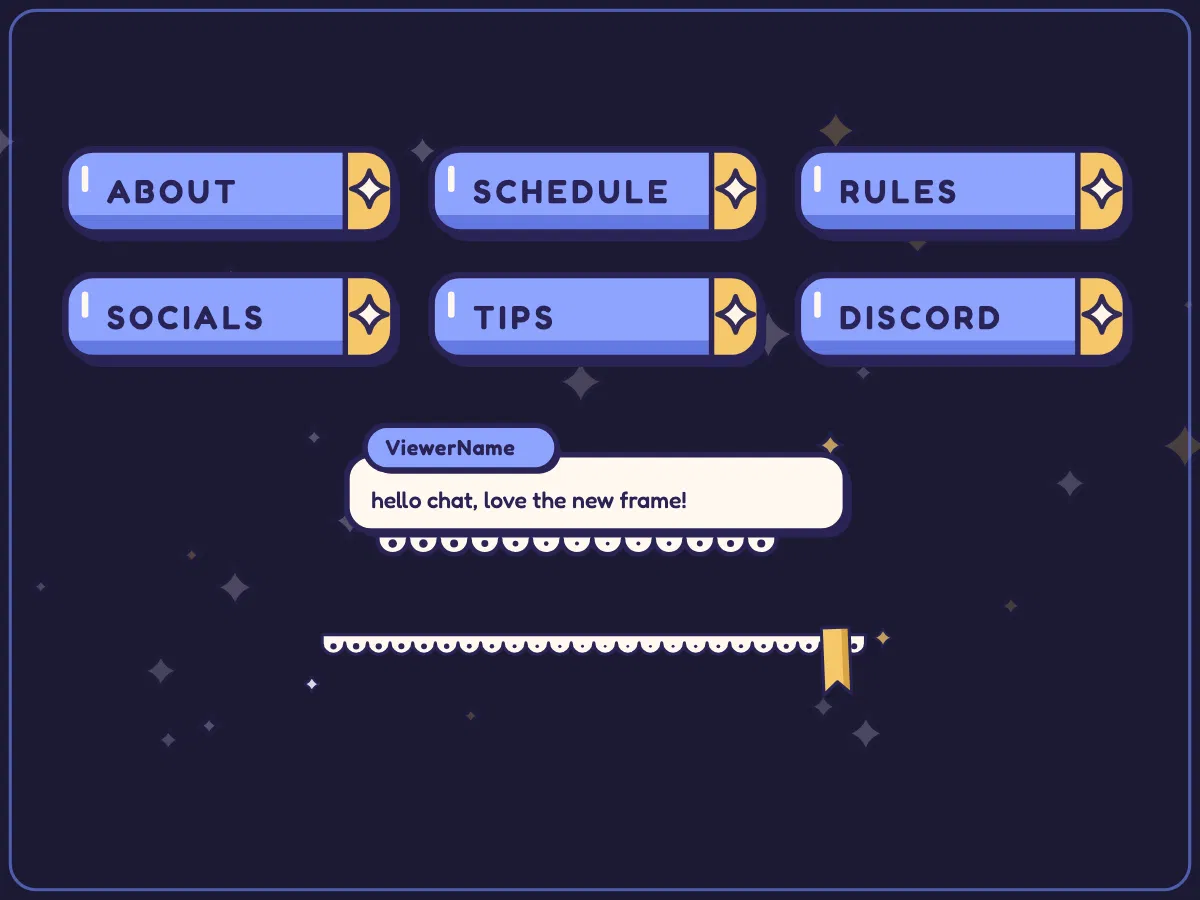 ABOUT
SCHEDULE
RULES
SOCIALS
TIPS
DISCORD
ViewerName
hello chat, love the new frame!